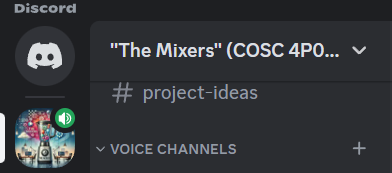 Discord
"The Mixers" (COSC 4P0...
# project-ideas
VOICE CHANNELS +